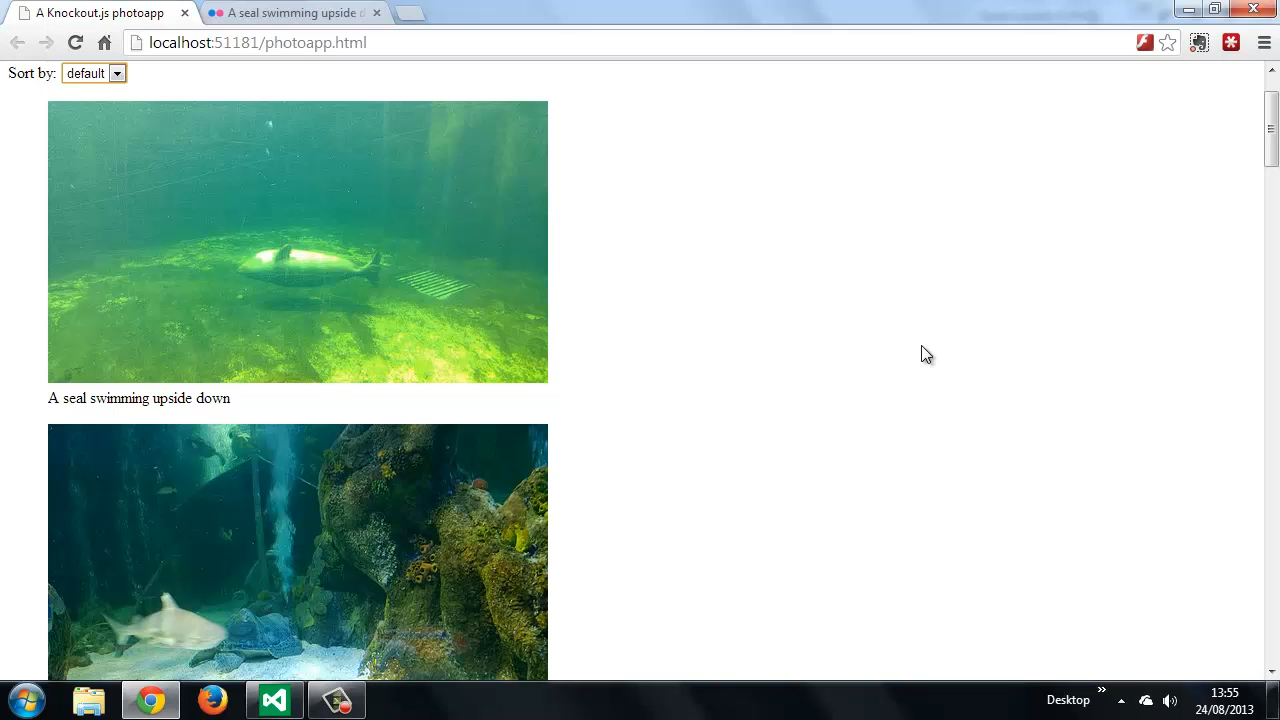 A Knockout.js photoapp
A seal swimming upside d
localhost:51181/photoapp.html
Sort by: default
A seal swimming upside down
Desktop
13:55
24/08/2013